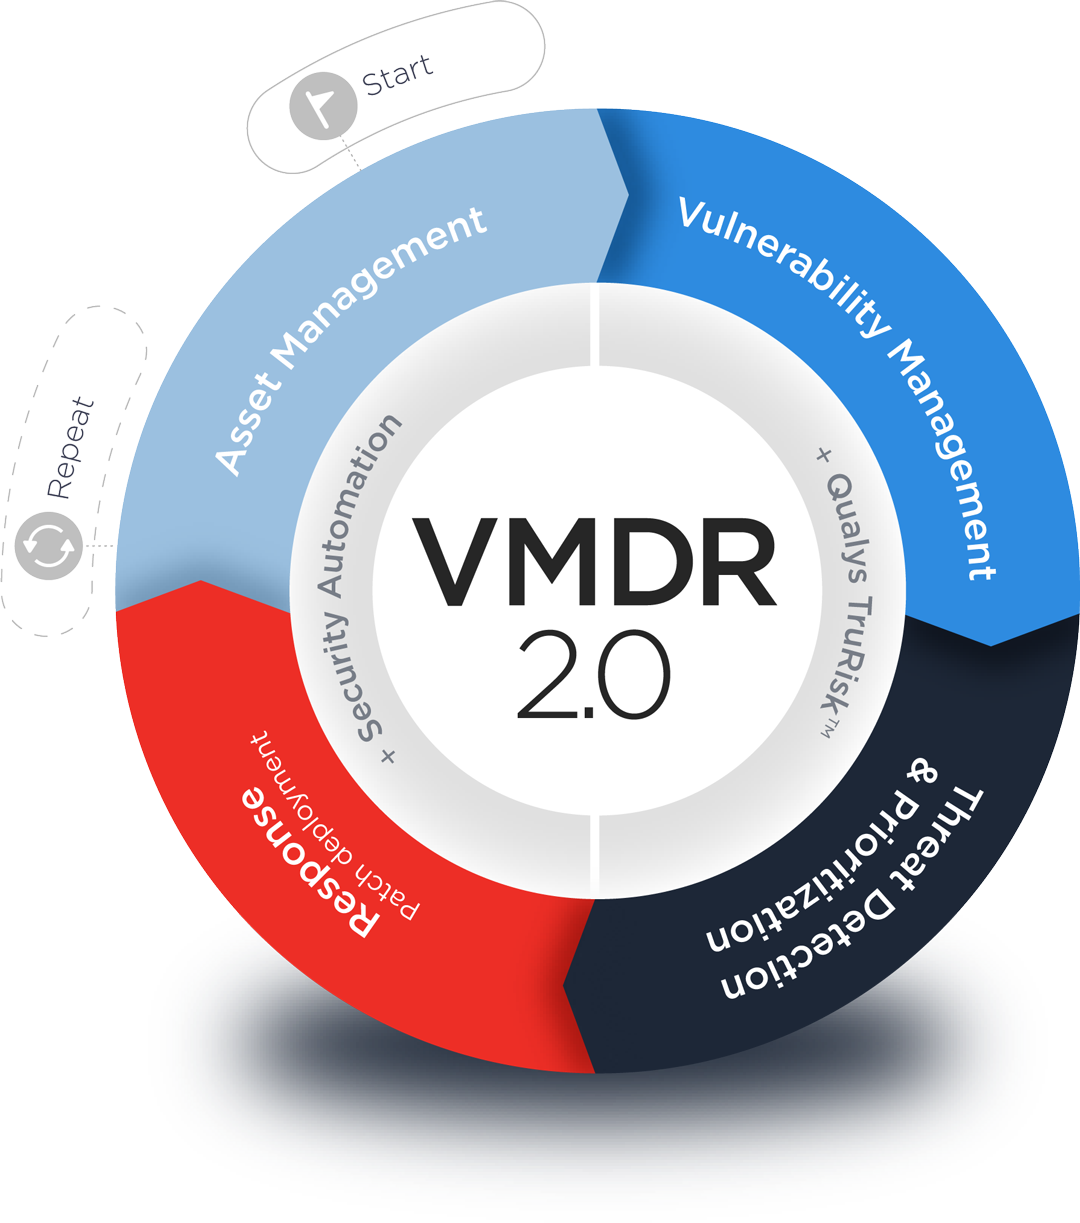 Start
Asset Management
Vulnerability Management
Threat Detection
& Prioritization
Response
Patch deployment
Repeat
+ Security Automation
+ Qualys TruRisk™
VMDR
2.0